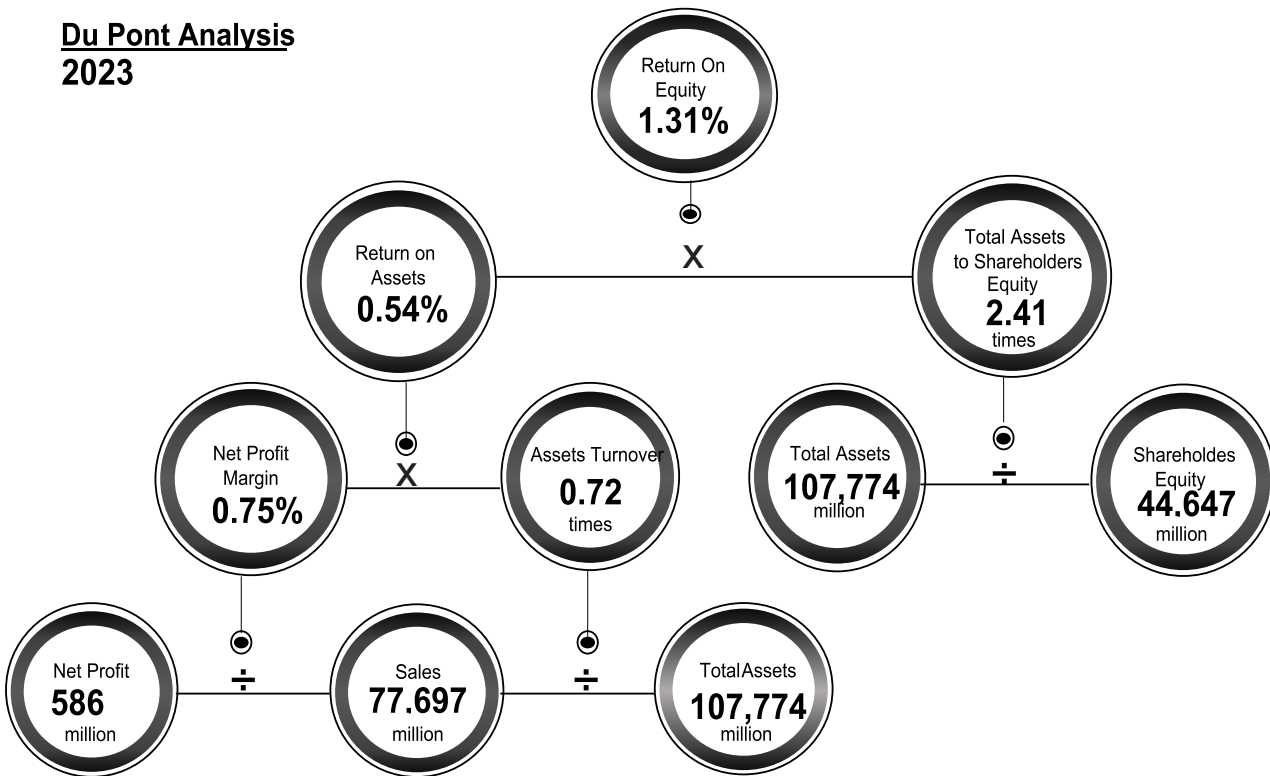 Du Pont Analysis
2023
Return On
Equity
1.31%
X
Return on
Assets
0.54%
Total Assets
to Shareholders
Equity
2.41
times
Net Profit
Margin
0.75%
X
Assets Turnover
0.72
times
Total Assets
107,774
million
÷
Shareholdes
Equity
44,647
million
Net Profit
586
million
÷
Sales
77,697
million
÷
TotalAssets
107,774
million